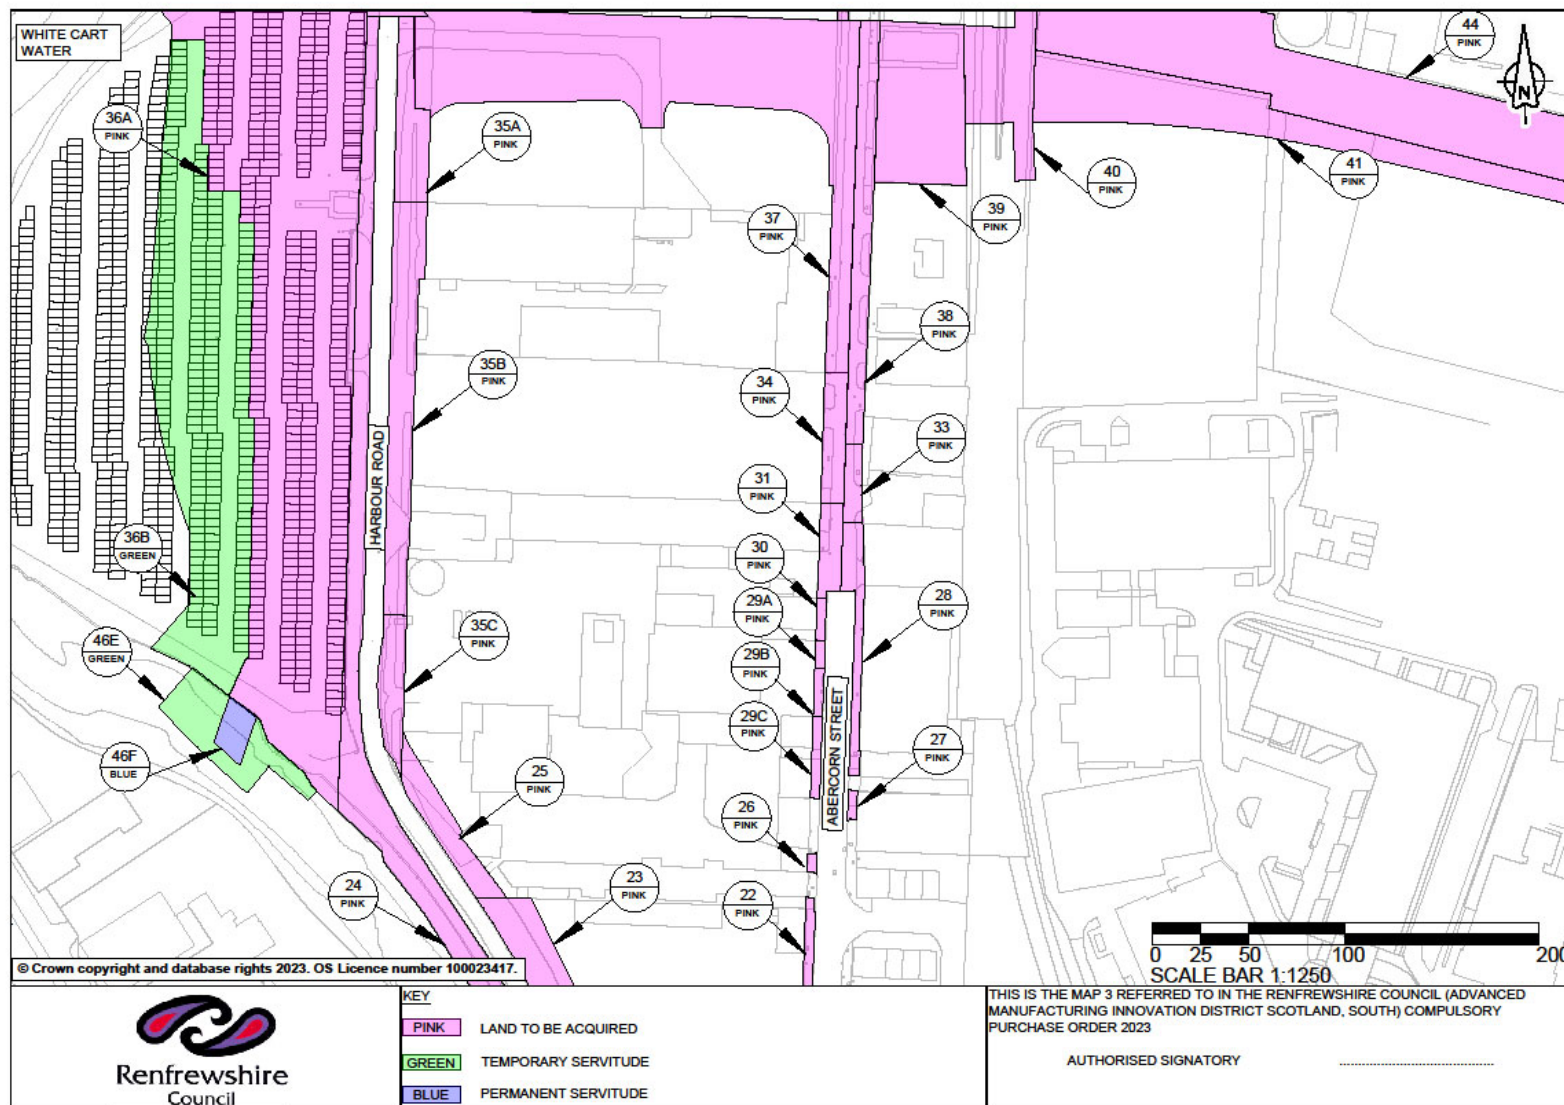 WHITE CART
WATER
44
PINK
N
36A
PINK
35A
PINK
40
PINK
41
PINK
37
PINK
39
PINK
38
PINK
35B
PINK
34
PINK
33
PINK
HARBOUR ROAD
31
PINK
36B
GREEN
30
PINK
29A
PINK
28
PINK
35C
PINK
46E
GREEN
29B
PINK
ABERCORN STREET
29C
PINK
27
PINK
46F
BLUE
25
PINK
26
PINK
24
PINK
23
PINK
22
PINK
0 25 50 100 200
SCALE BAR 1:1250
© Crown copyright and database rights 2023. OS Licence number 100023417.
Renfrewshire
Council
KEY
PINK LAND TO BE ACQUIRED
GREEN TEMPORARY SERVITUDE
BLUE PERMANENT SERVITUDE
THIS IS THE MAP 3 REFERRED TO IN THE RENFREWSHIRE COUNCIL (ADVANCED
MANUFACTURING INNOVATION DISTRICT SCOTLAND, SOUTH) COMPULSORY
PURCHASE ORDER 2023
AUTHORISED SIGNATORY